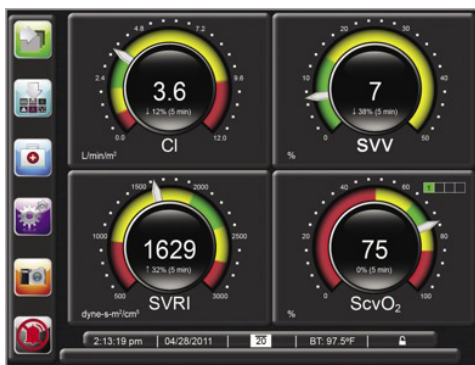 4.8 7.2
2.4 9.6
3.6
↓ 12% (5 min)
0.0 12.0
CI
L/min/m²
20 30
10 40
7
↓ 38% (5 min)
0 50
SVV
%
1500 2000
1000 2500
1629
↑ 32% (5 min)
500 3000
SVRI
dyne-s-m²/cm⁵
40 60
1
20 80
75
0% (5 min)
0 100
ScvO₂
%
2:13:19 pm 04/28/2011 20 BT: 97.5ºF